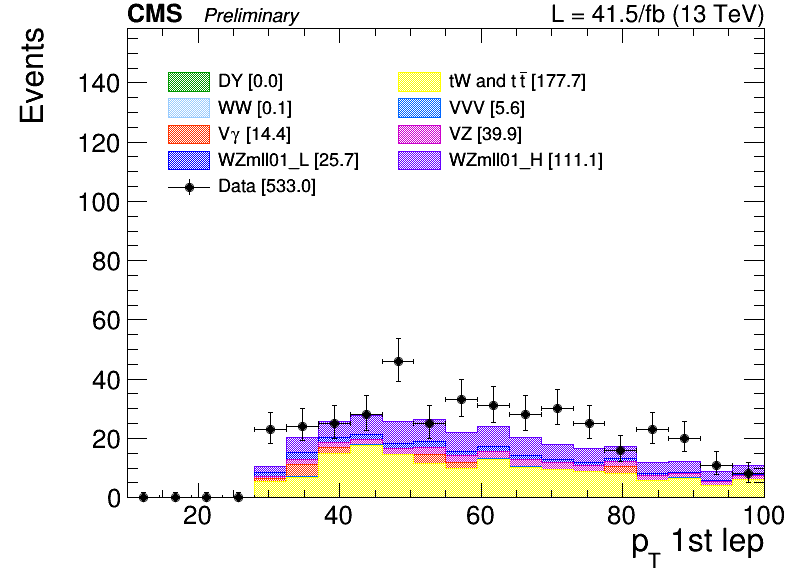 CMS Preliminary L = 41.5/fb (13 TeV)
Events
140
120
100
80
60
40
20
0
DY [0.0]
tW and tt̄ [177.7]
WW [0.1]
VVV [5.6]
Vγ [14.4]
VZ [39.9]
WZmll01_L [25.7]
WZmll01_H [111.1]
Data [533.0]
20 40 60 80 100
p_T 1st lep